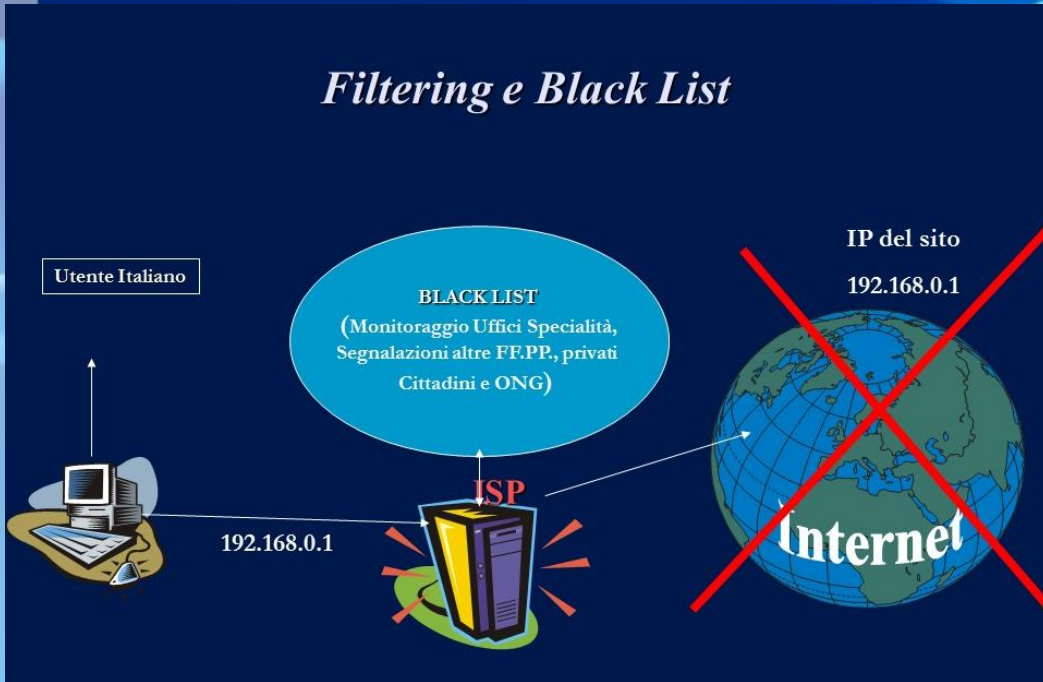 Filtering e Black List
IP del sito
192.168.0.1
Utente Italiano
BLACK LIST
(Monitoraggio Uffici Specialità,
Segnalazioni altre FF.PP., privati
Cittadini e ONG)
ISP
192.168.0.1
Internet